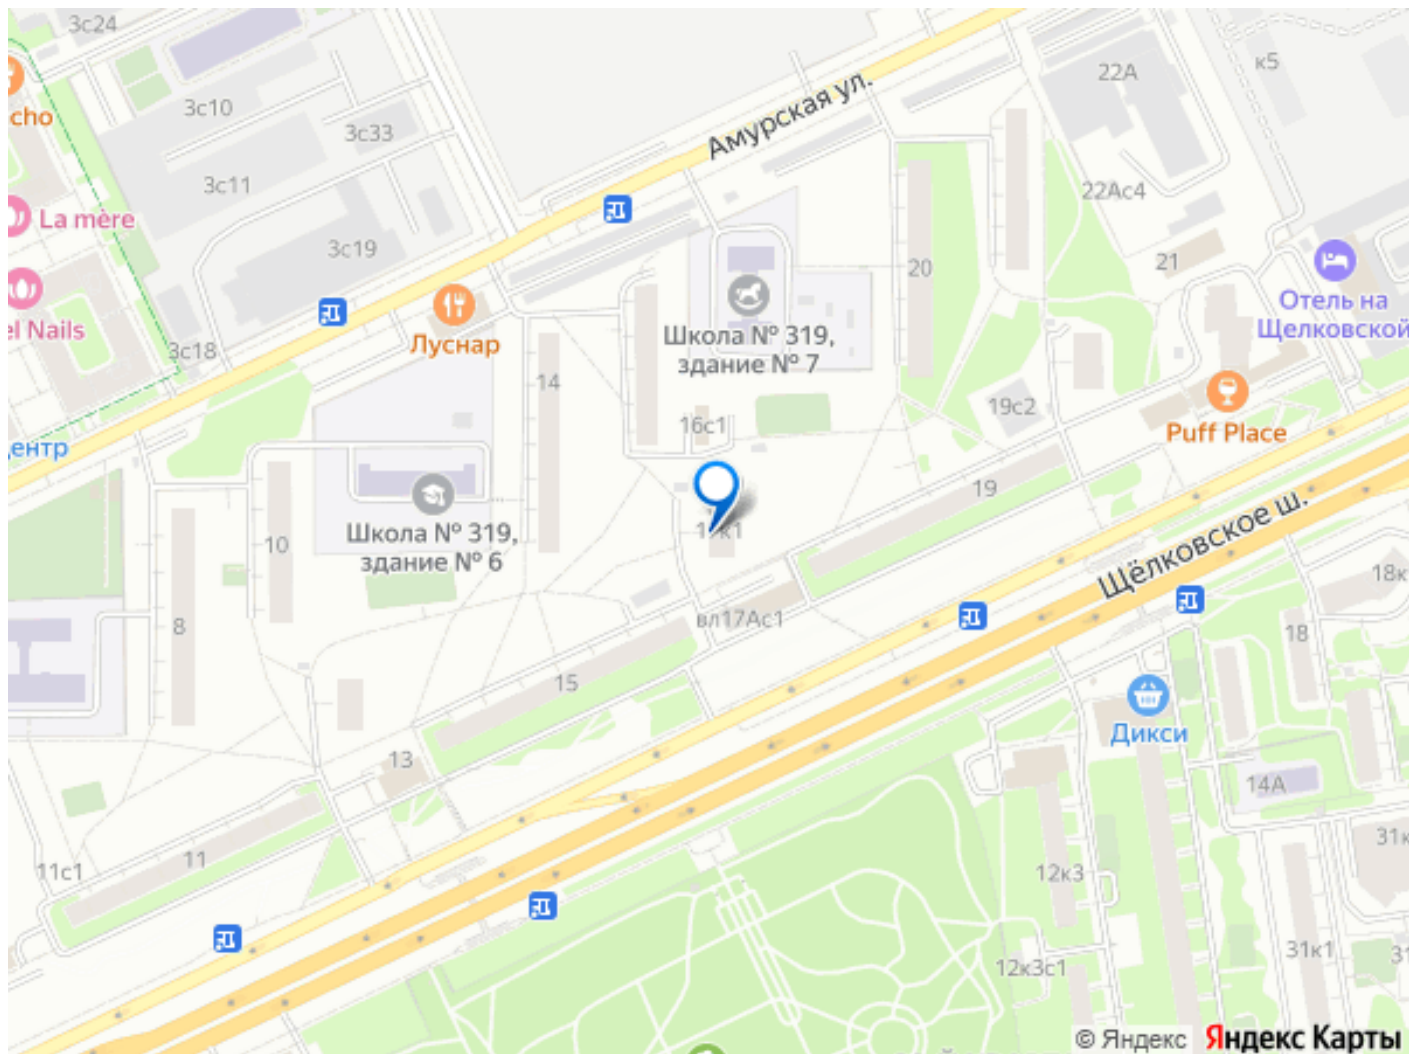 3с24
3с10
3с33
3с11
3с19
3с18
cho
La mère
el Nails
Амурская ул.
22А
к5
22Ас4
21
20
Отель на
Щелковской
Луснар
Школа № 319,
здание № 7
14
16с1
19с2
Puff Place
центр
Школа № 319,
здание № 6
10
8
19
Щёлковское ш.
18к
18
вл17Ас1
15
13
Дикси
14А
11с1
11
12к3
31к
12к3с1
31к1
31
© Яндекс
Яндекс Карты